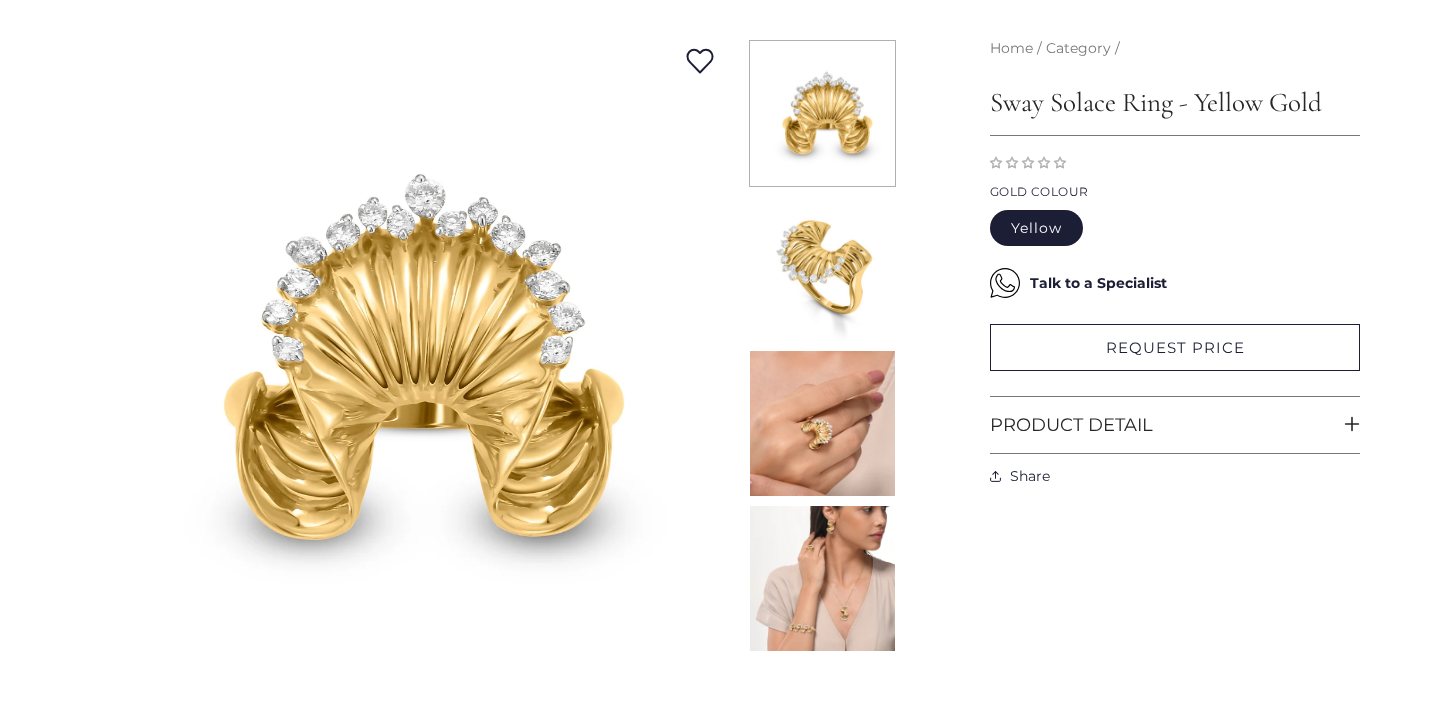 Home / Category /
Sway Solace Ring - Yellow Gold
GOLD COLOUR
Yellow
Talk to a Specialist
REQUEST PRICE
PRODUCT DETAIL
Share